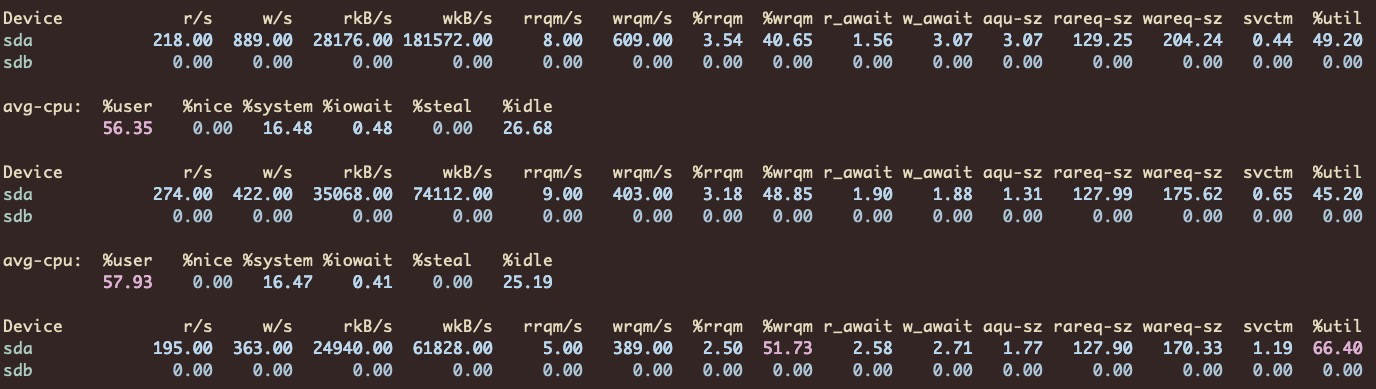 Device r/s w/s rkB/s wkB/s rrqm/s wrqm/s %rrqm %wrqm r_await w_await aqu-sz rareq-sz wareq-sz svctm %util
sda 218.00 889.00 28176.00 181572.00 8.00 609.00 3.54 40.65 1.56 3.07 3.07 129.25 204.24 0.44 49.20
sdb 0.00 0.00 0.00 0.00 0.00 0.00 0.00 0.00 0.00 0.00 0.00 0.00 0.00 0.00 0.00
avg-cpu: %user %nice %system %iowait %steal %idle
56.35 0.00 16.48 0.48 0.00 26.68
Device r/s w/s rkB/s wkB/s rrqm/s wrqm/s %rrqm %wrqm r_await w_await aqu-sz rareq-sz wareq-sz svctm %util
sda 274.00 422.00 35068.00 74112.00 9.00 403.00 3.18 48.85 1.90 1.88 1.31 127.99 175.62 0.65 45.20
sdb 0.00 0.00 0.00 0.00 0.00 0.00 0.00 0.00 0.00 0.00 0.00 0.00 0.00 0.00 0.00
avg-cpu: %user %nice %system %iowait %steal %idle
57.93 0.00 16.47 0.41 0.00 25.19
Device r/s w/s rkB/s wkB/s rrqm/s wrqm/s %rrqm %wrqm r_await w_await aqu-sz rareq-sz wareq-sz svctm %util
sda 195.00 363.00 24940.00 61828.00 5.00 389.00 2.50 51.73 2.58 2.71 1.77 127.90 170.33 1.19 66.40
sdb 0.00 0.00 0.00 0.00 0.00 0.00 0.00 0.00 0.00 0.00 0.00 0.00 0.00 0.00 0.00